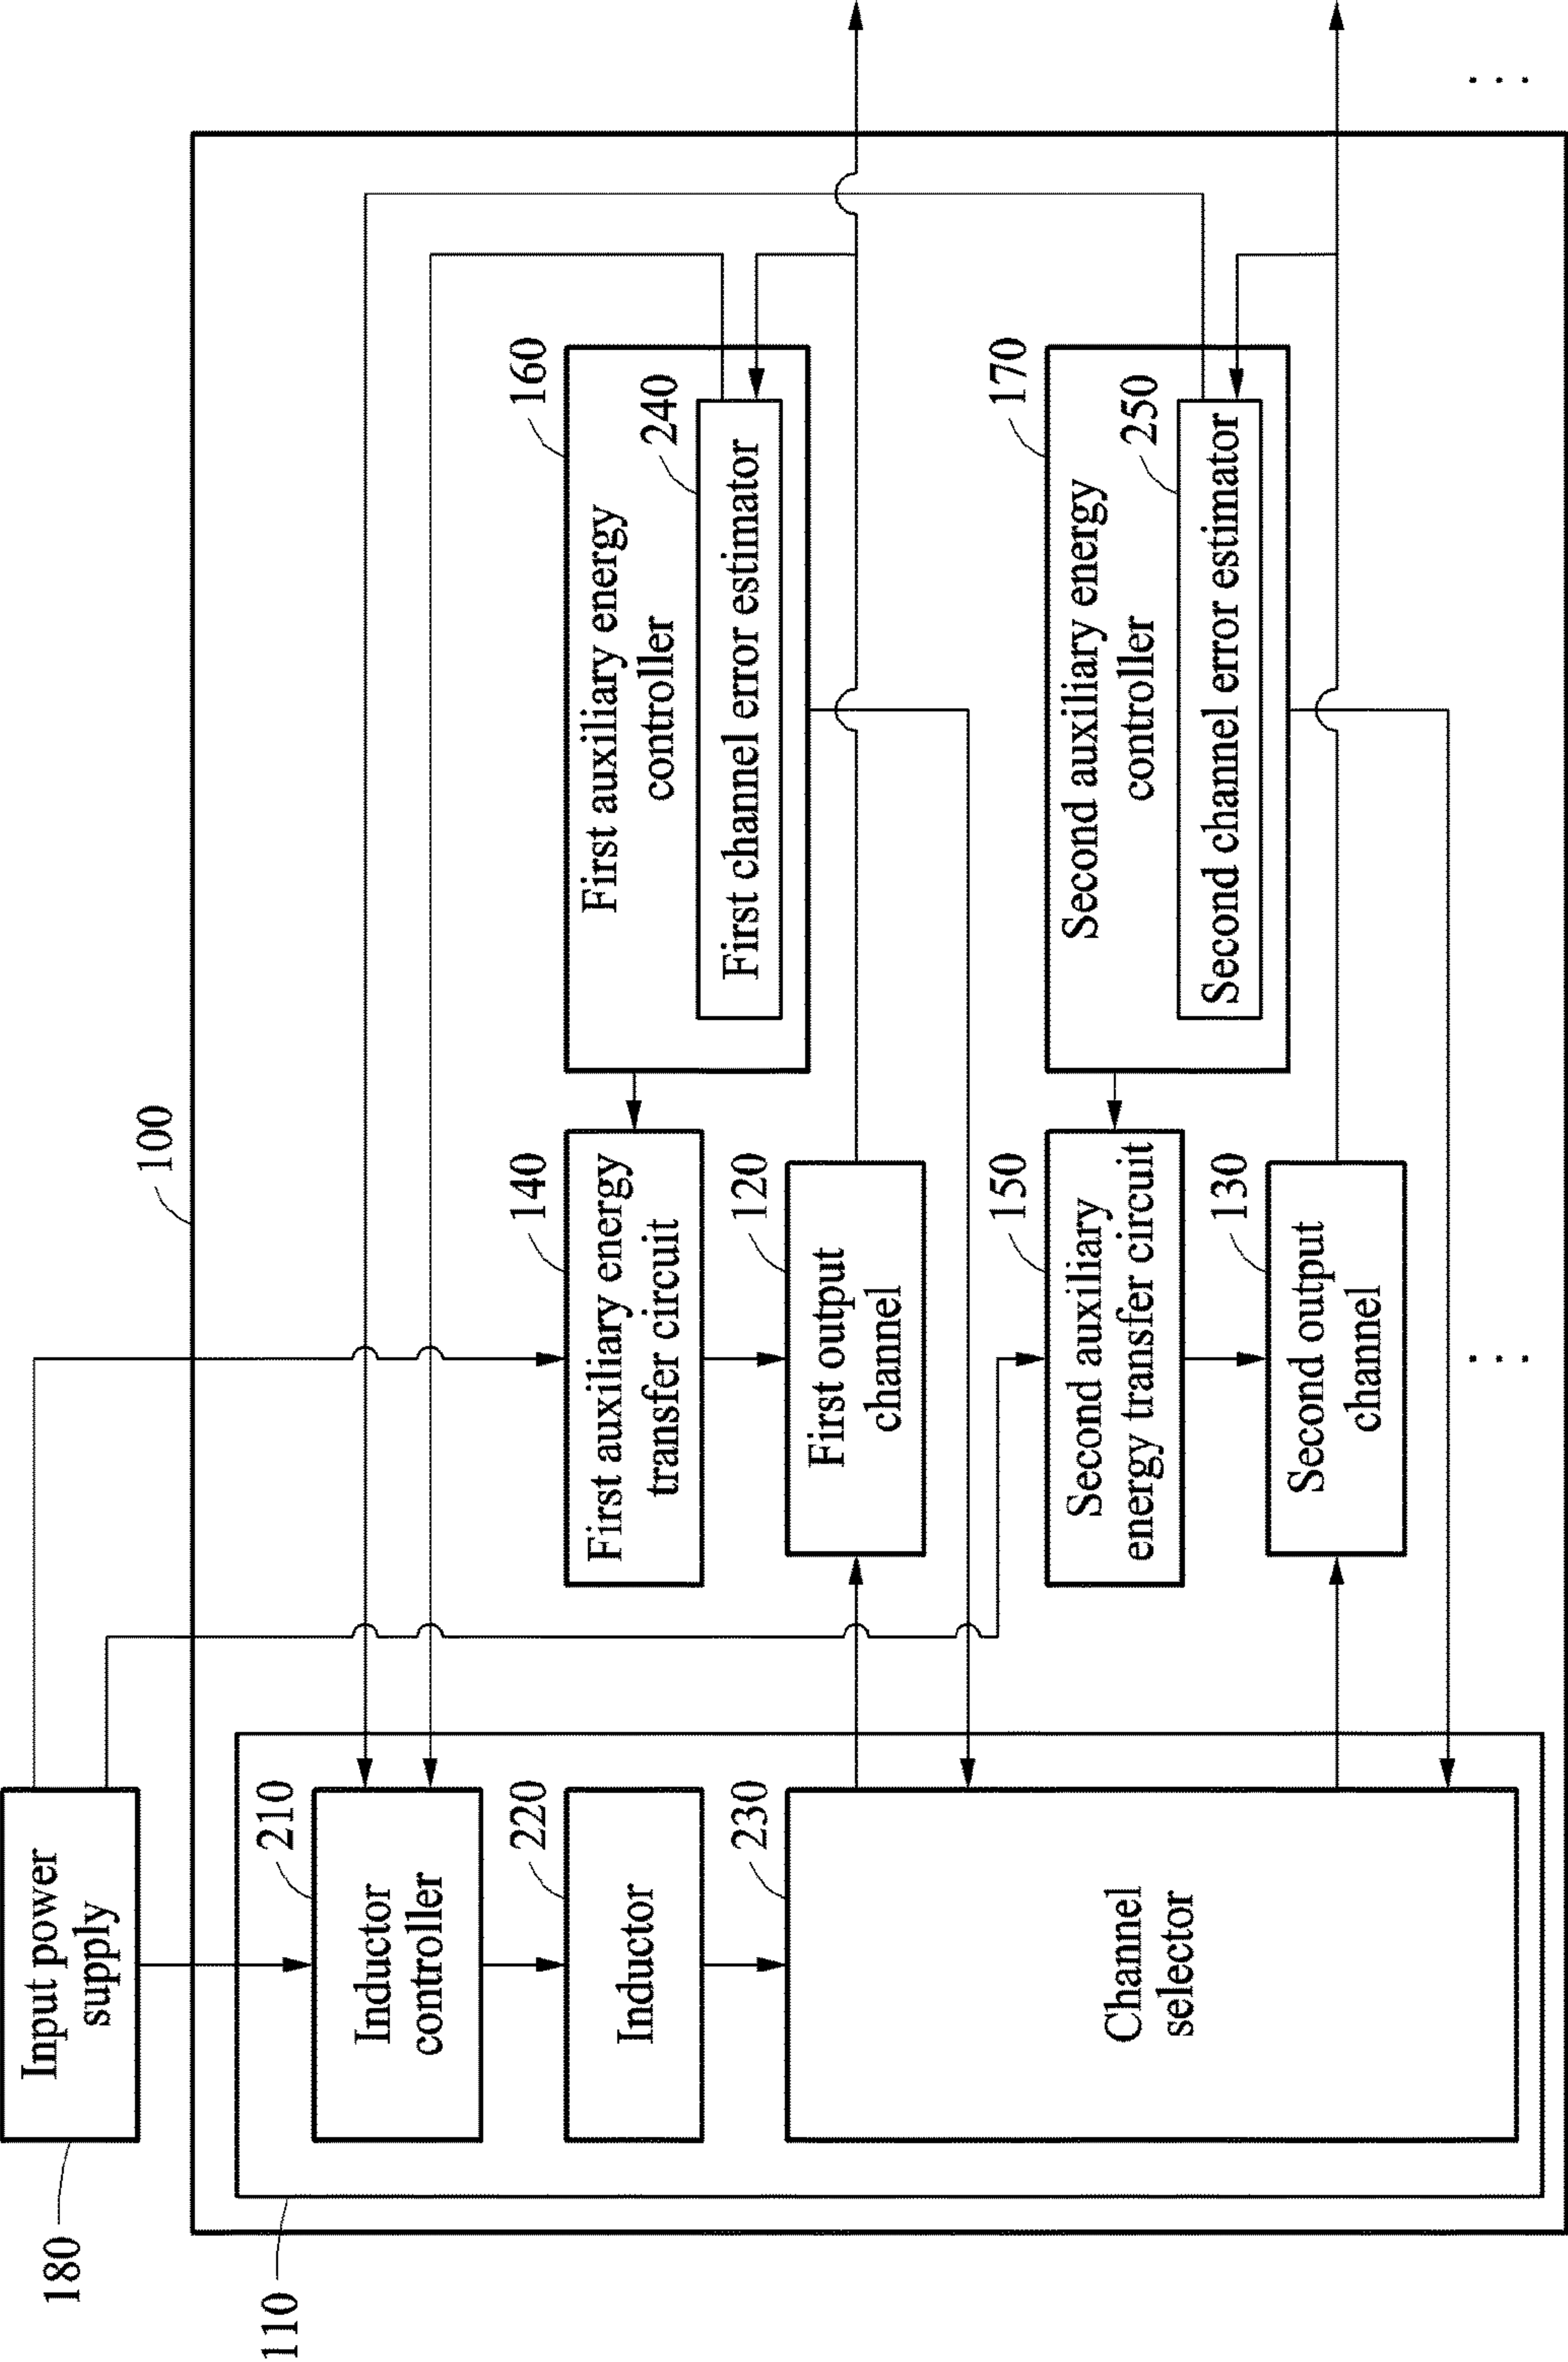 180
Input power
supply
100
110
210
Inductor
controller
220
Inductor
230
Channel
selector
140
First auxiliary energy
transfer circuit
160
First auxiliary energy
controller
240
First channel error estimator
120
First output
channel
150
Second auxiliary
energy transfer circuit
170
Second auxiliary energy
controller
250
Second channel error estimator
130
Second output
channel
...
...